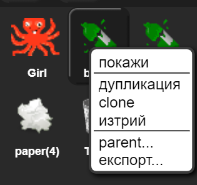 Girl
b
покажи
дупликация
clone
изтрий
parent...
експорт...
paper(4)
T